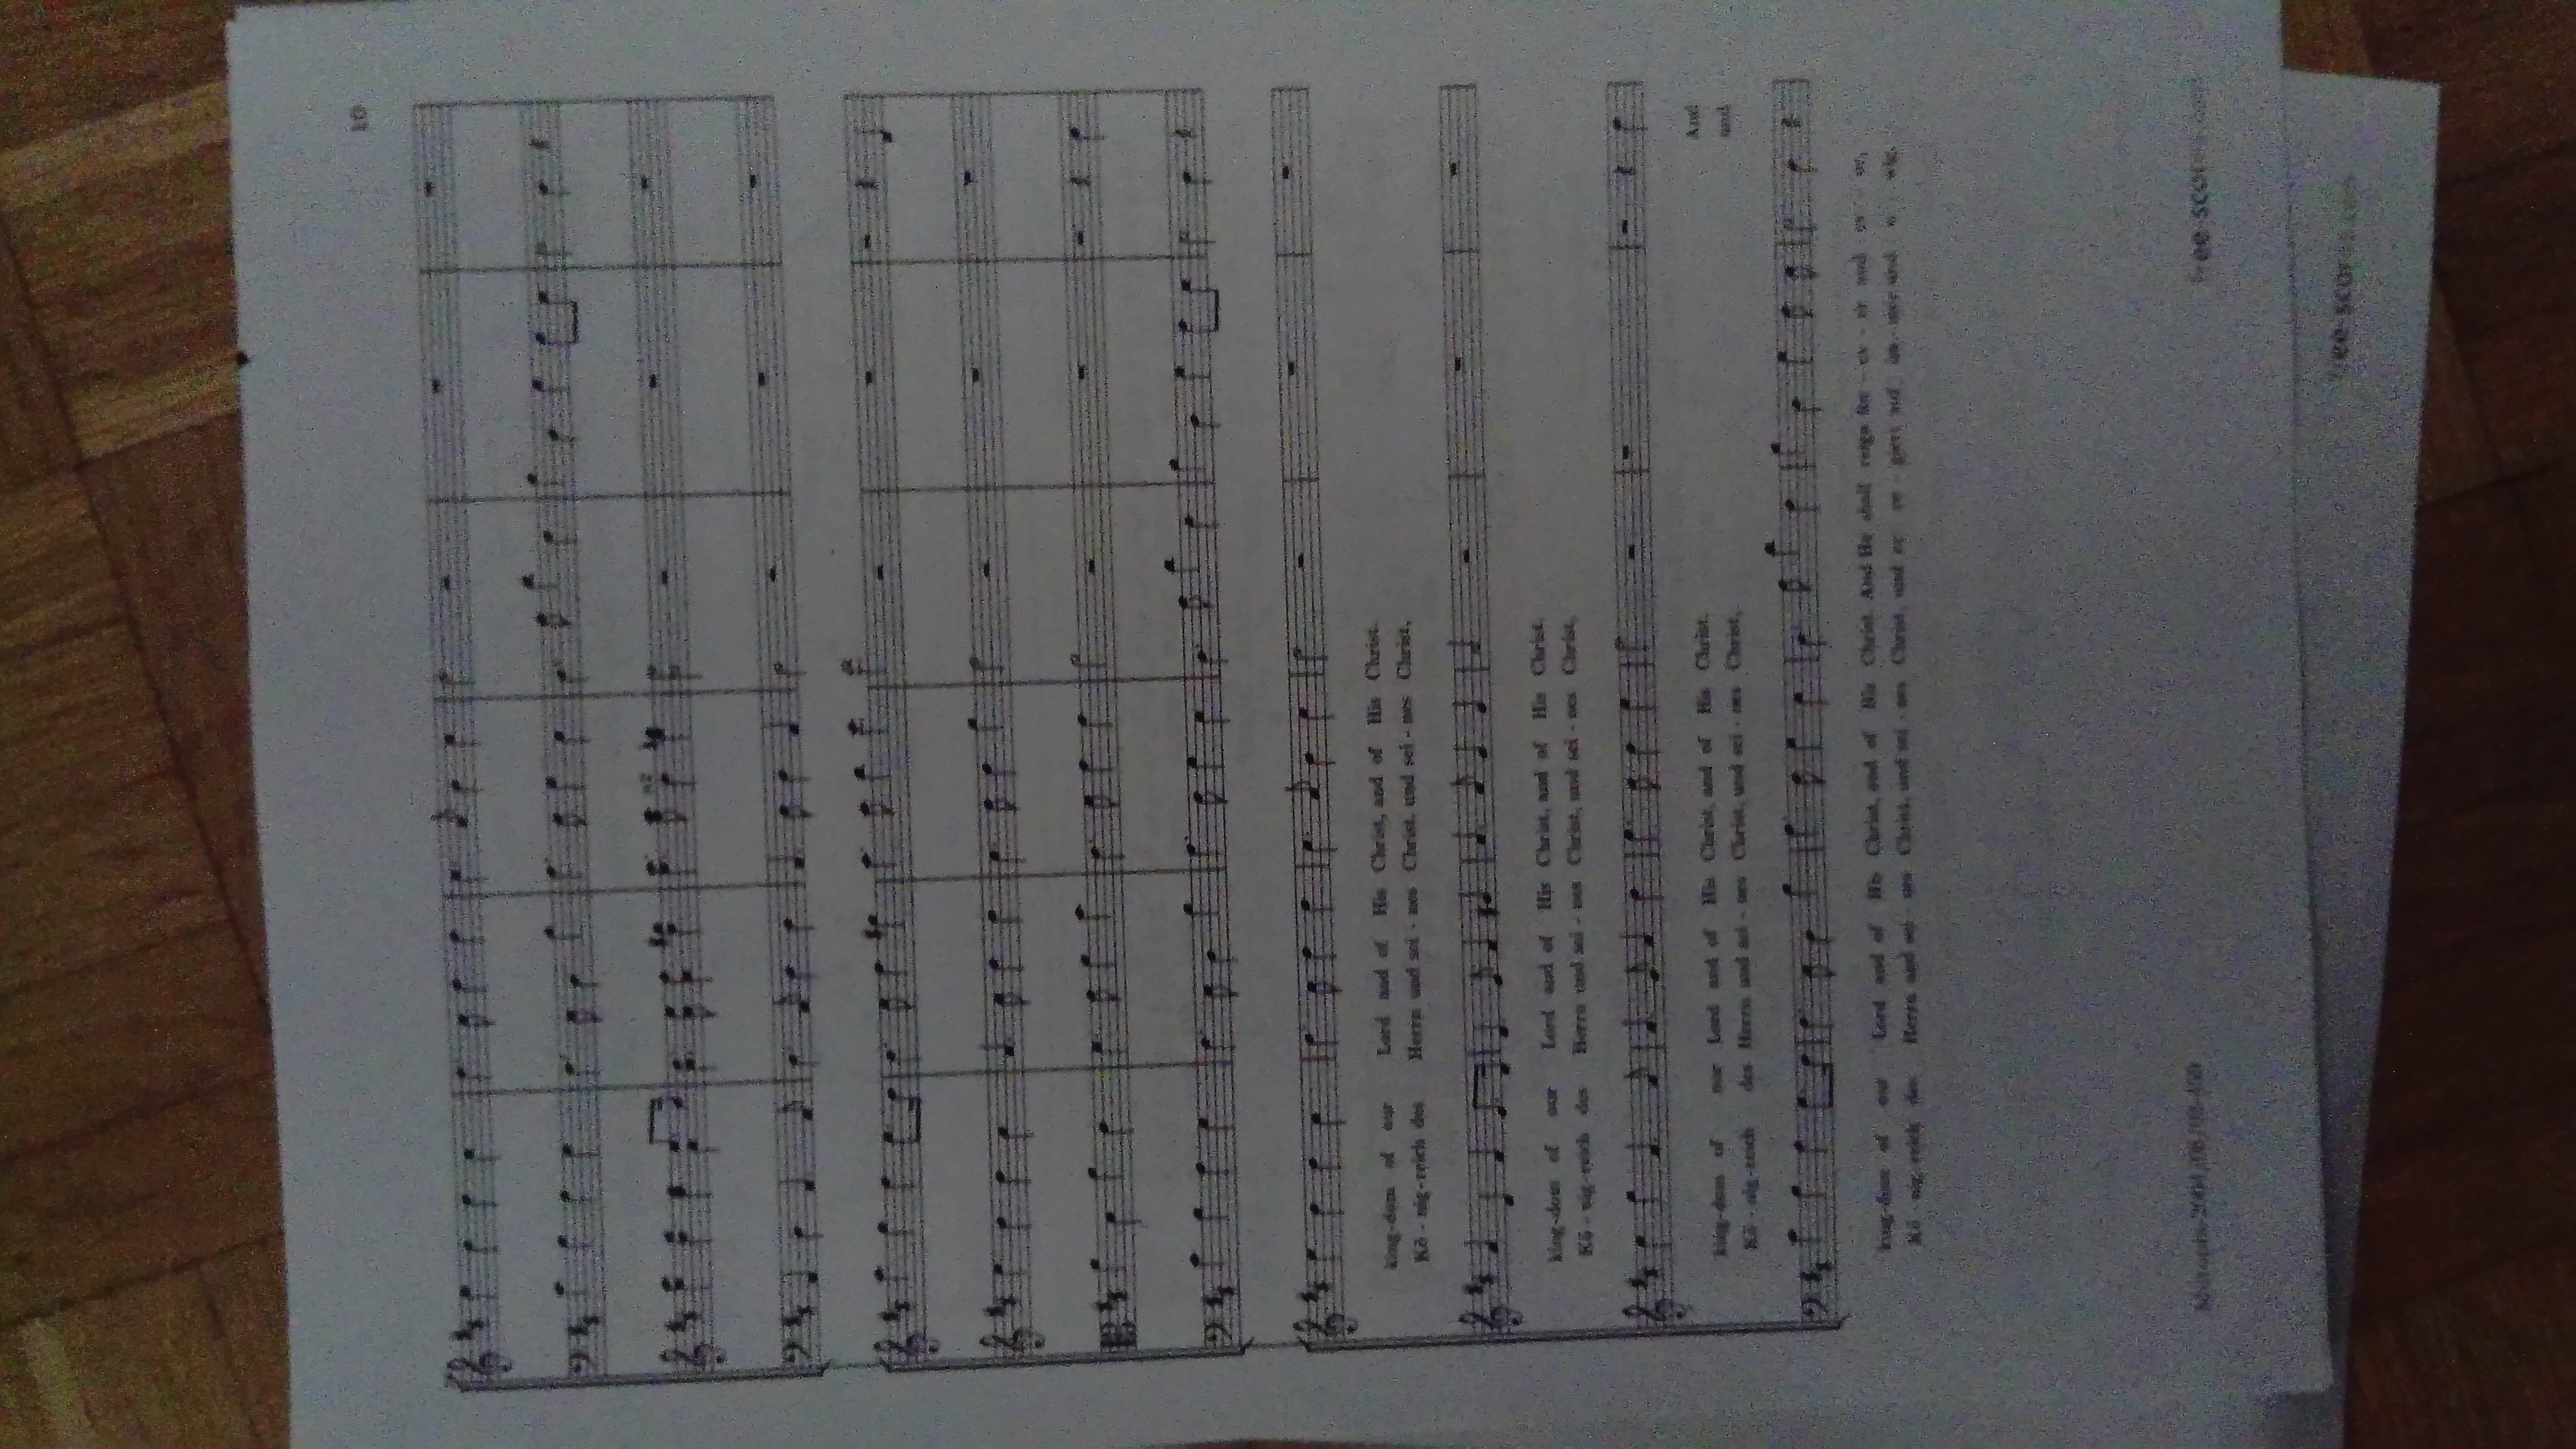 10
king-dom of our Lord and of His Christ, and of His Christ.
Kö - nig-reich des Herrn und sei - nes Christ, und sei - nes Christ,
king-dom of our Lord and of His Christ, and of His Christ.
Kö - nig-reich des Herrn und sei - nes Christ, und sei - nes Christ,
king-dom of our Lord and of His Christ, and of His Christ. And
Kö - nig-reich des Herrn und sei - nes Christ, und sei - nes Christ, und
king-dom of our Lord and of His Christ, and of His Christ. And He shall reign for - ev - er and ev - er,
Kö - nig-reich des Herrn und sei - nes Christ, und sei - nes Christ, und er re - giert auf im - mer und e - wig,
free-scores.com
free-scores.com